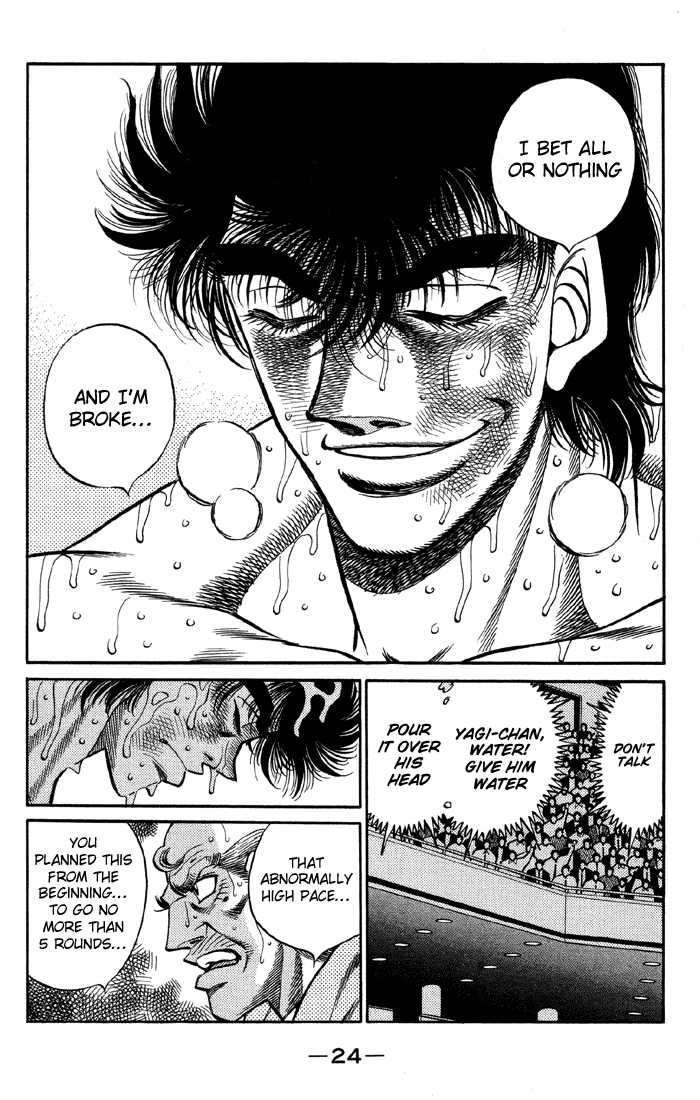 I BET ALL
OR NOTHING
AND I'M
BROKE...
DON'T
TALK
YAGI-CHAN,
WATER!
GIVE HIM
WATER
POUR
IT OVER
HIS
HEAD
THAT
ABNORMALLY
HIGH PACE...
YOU
PLANNED THIS
FROM THE
BEGINNING...
TO GO NO
MORE THAN
5 ROUNDS...
—24—